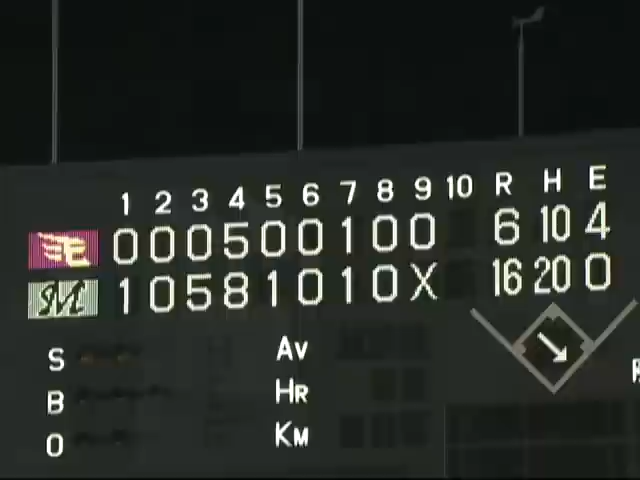 1 2 3 4 5 6 7 8 9 10 R H E
E 0 0 0 5 0 0 1 0 0 6 10 4
M 1 0 5 8 1 0 1 0 X 16 20 0
S Av
B HR
O KM